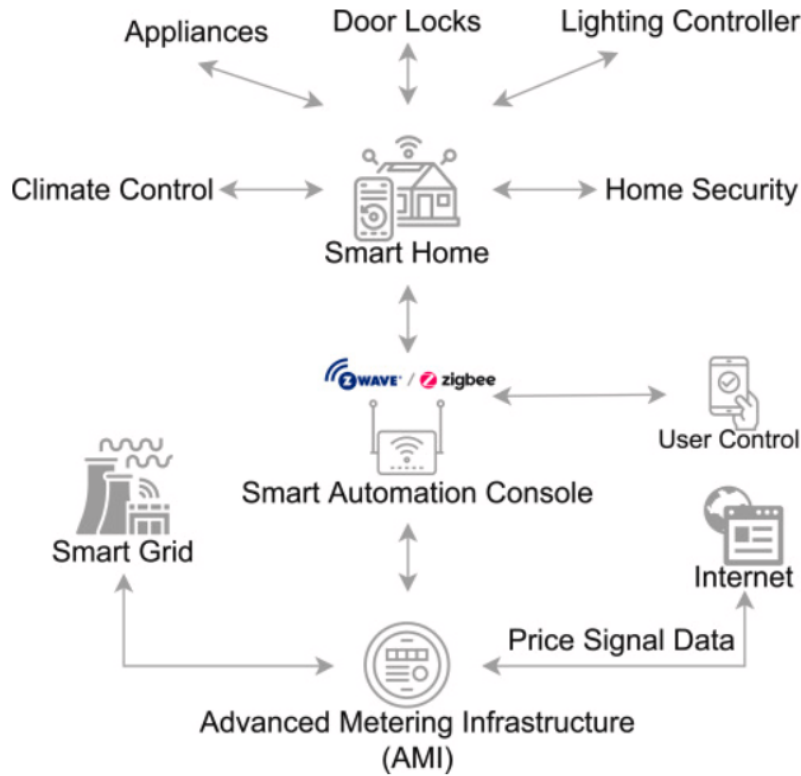 Appliances
Door Locks
Lighting Controller
Climate Control
Home Security
Smart Home
Z WAVE / Z zigbee
User Control
Smart Automation Console
Smart Grid
Internet
Price Signal Data
Advanced Metering Infrastructure
(AMI)